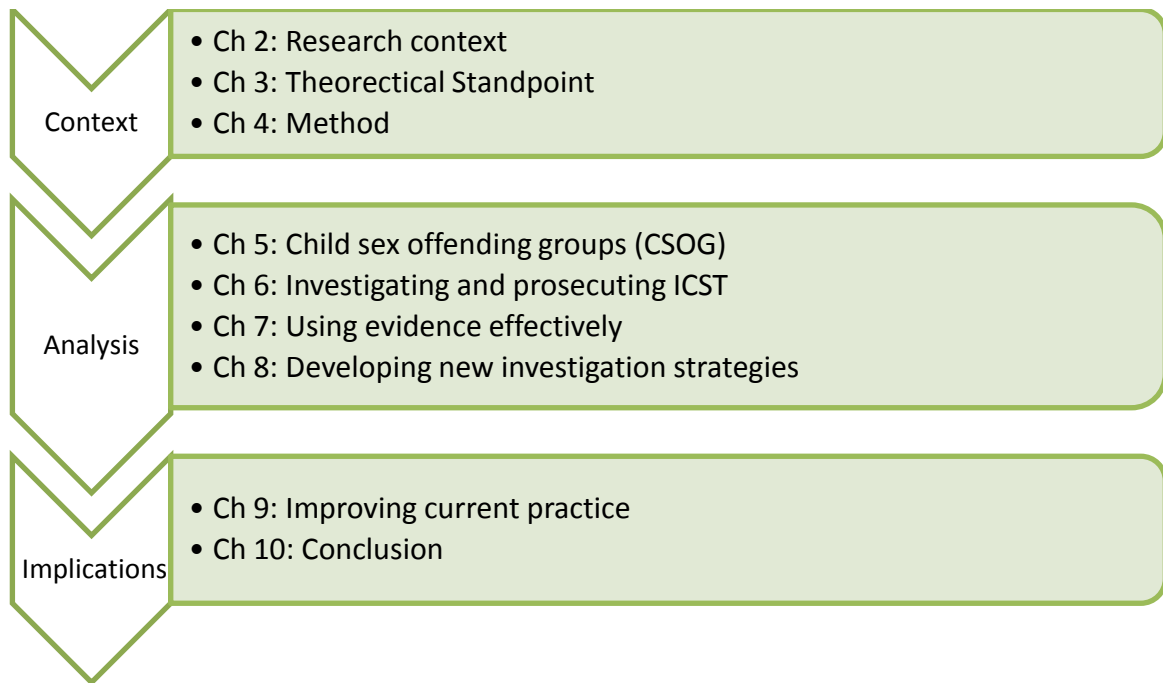 Context
• Ch 2: Research context
• Ch 3: Theorectical Standpoint
• Ch 4: Method
Analysis
• Ch 5: Child sex offending groups (CSOG)
• Ch 6: Investigating and prosecuting ICST
• Ch 7: Using evidence effectively
• Ch 8: Developing new investigation strategies
Implications
• Ch 9: Improving current practice
• Ch 10: Conclusion